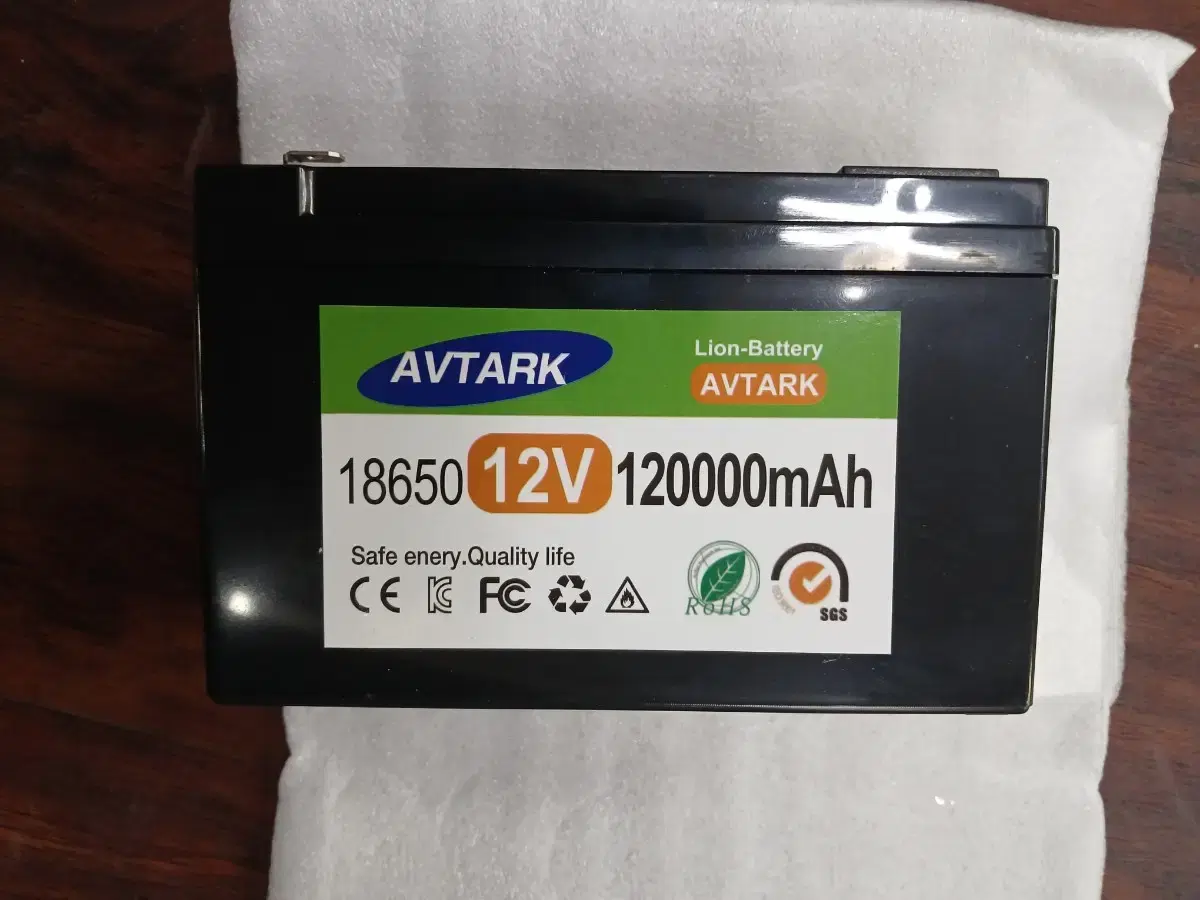 AVTARK
Lion-Battery
AVTARK
18650 12V 120000mAh
Safe enery.Quality life
CE FC
RoHS
SGS